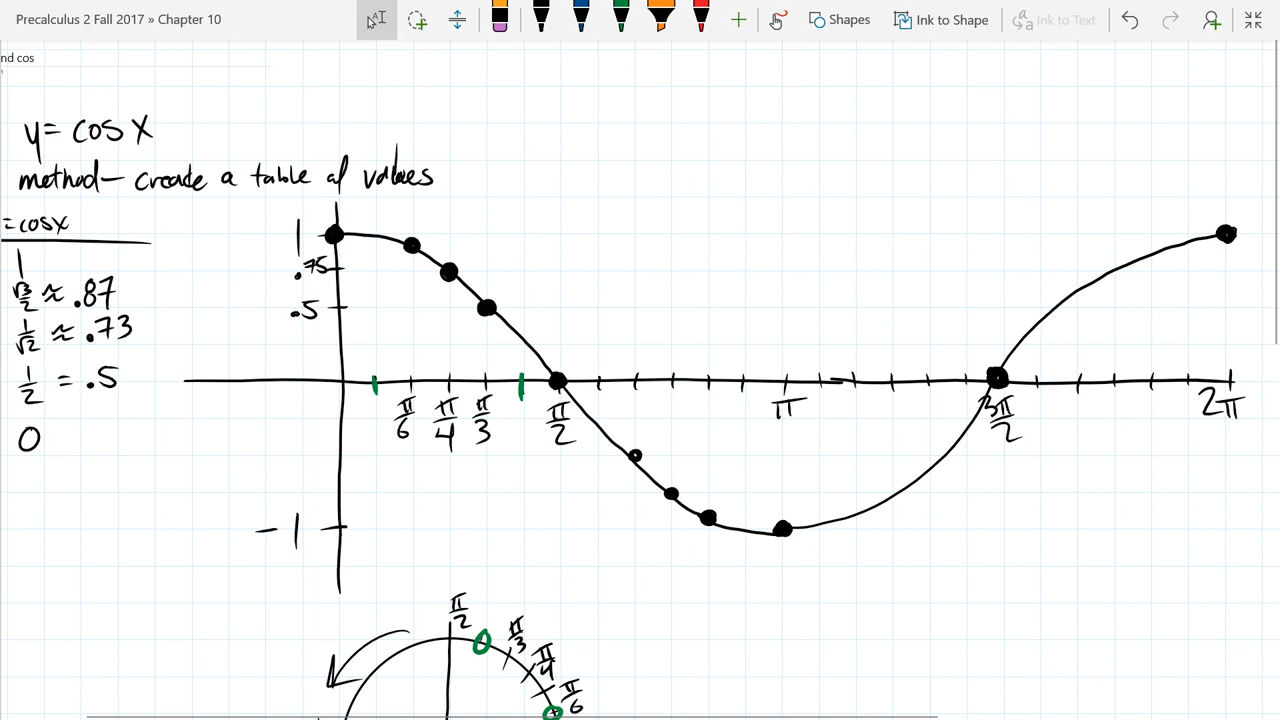 Precalculus 2 Fall 2017 » Chapter 10
Shapes
Ink to Shape
Ink to Text
nd cos
y= cos x
method— create a table of values
=cosx
1
√3/2 ≈ .87
1/√2 ≈ .73
1/2 = .5
0
1
.75
.5
-1
π/6 π/4 π/3 π/2 π 3π/2 2π
π/2
π/3
π/4
π/6